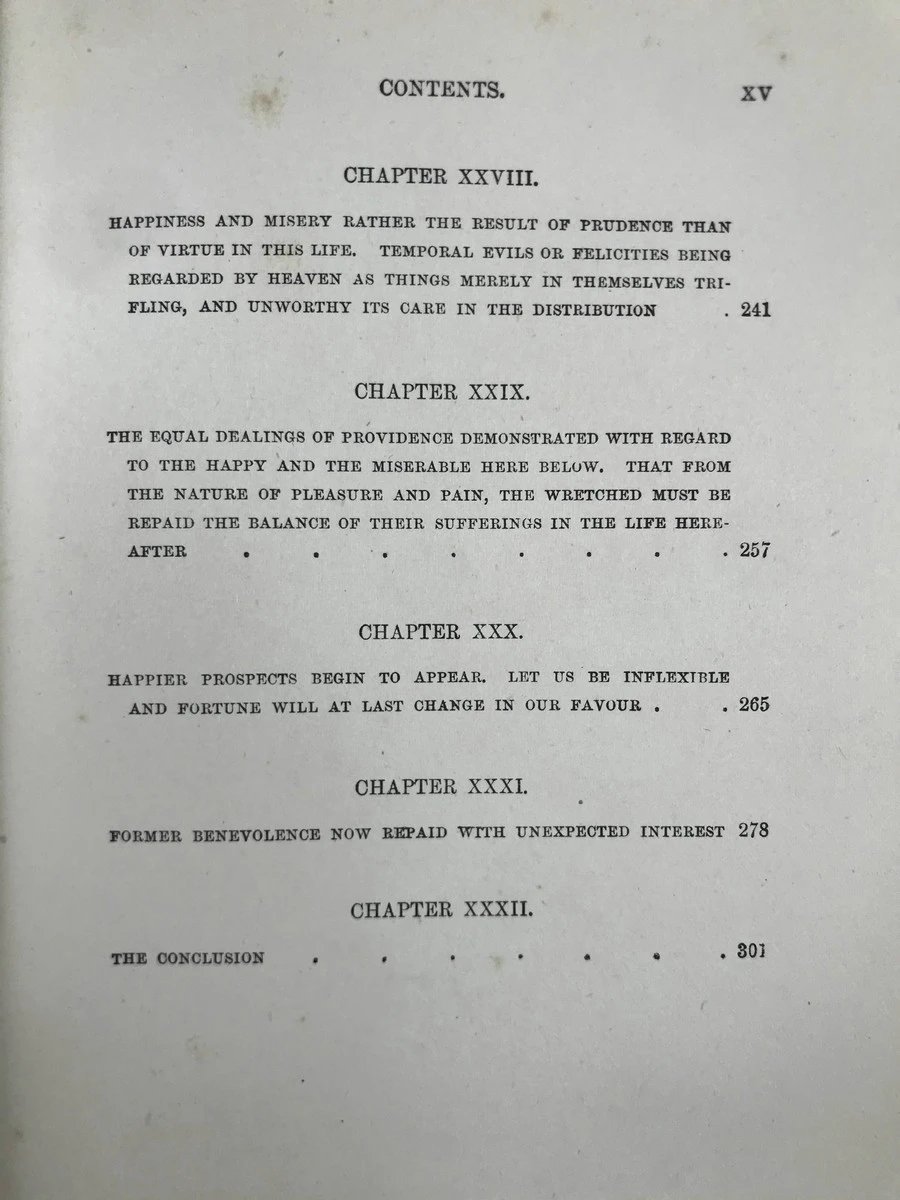 CONTENTS. XV
CHAPTER XXVIII.
HAPPINESS AND MISERY RATHER THE RESULT OF PRUDENCE THAN
OF VIRTUE IN THIS LIFE. TEMPORAL EVILS OR FELICITIES BEING
REGARDED BY HEAVEN AS THINGS MERELY IN THEMSELVES TRI-
FLING, AND UNWORTHY ITS CARE IN THE DISTRIBUTION . 241
CHAPTER XXIX.
THE EQUAL DEALINGS OF PROVIDENCE DEMONSTRATED WITH REGARD
TO THE HAPPY AND THE MISERABLE HERE BELOW. THAT FROM
THE NATURE OF PLEASURE AND PAIN, THE WRETCHED MUST BE
REPAID THE BALANCE OF THEIR SUFFERINGS IN THE LIFE HERE-
AFTER . . . . . . . . 257
CHAPTER XXX.
HAPPIER PROSPECTS BEGIN TO APPEAR. LET US BE INFLEXIBLE
AND FORTUNE WILL AT LAST CHANGE IN OUR FAVOUR . . 265
CHAPTER XXXI.
FORMER BENEVOLENCE NOW REPAID WITH UNEXPECTED INTEREST 278
CHAPTER XXXII.
THE CONCLUSION . . . . . . . 301